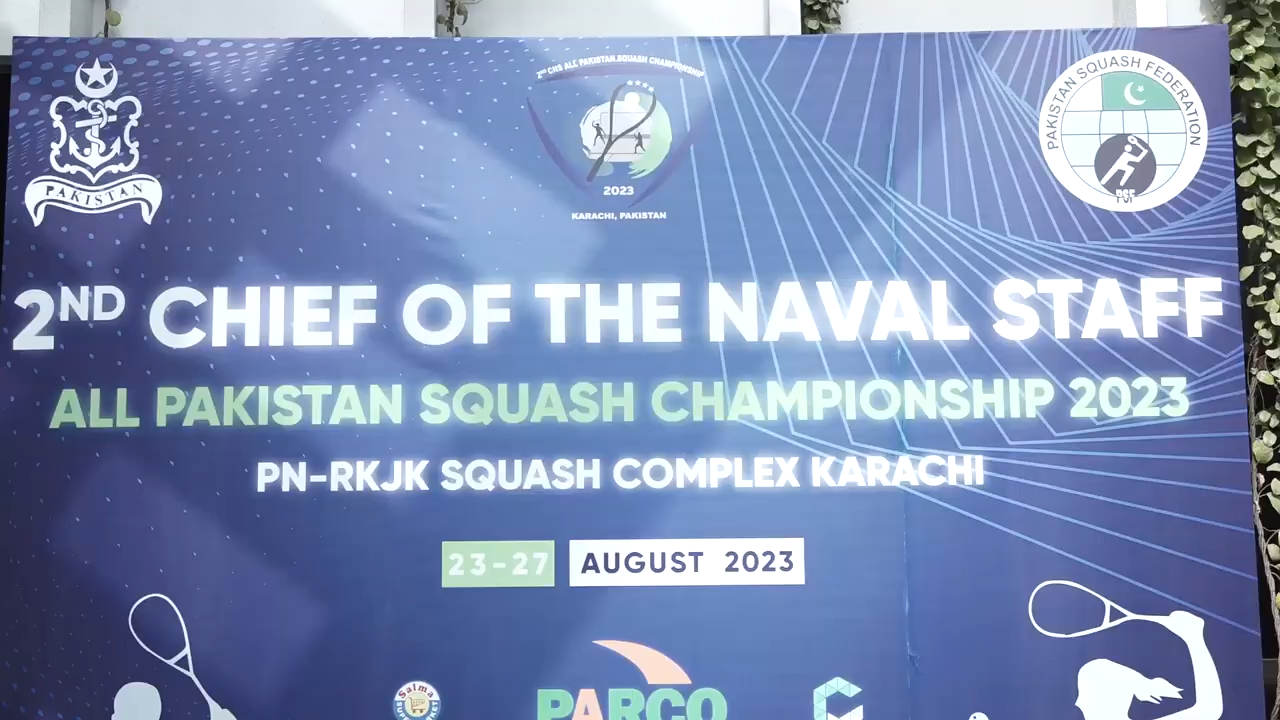 PAKISTAN
2ND CNS ALL PAKISTAN SQUASH CHAMPIONSHIP
2023
KARACHI, PAKISTAN
PAKISTAN SQUASH FEDERATION
PSF
2ND CHIEF OF THE NAVAL STAFF
ALL PAKISTAN SQUASH CHAMPIONSHIP 2023
PN-RKJK SQUASH COMPLEX KARACHI
23-27 AUGUST 2023
Salma
PARCO